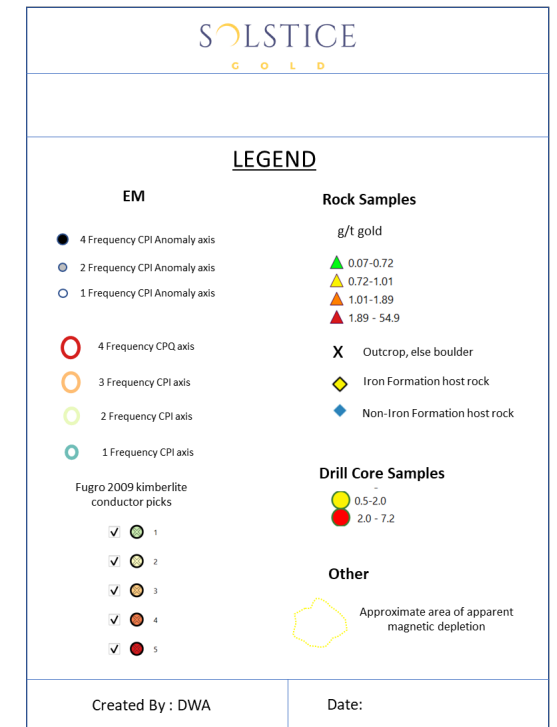 SOLSTICE
GOLD
LEGEND
EM
4 Frequency CPI Anomaly axis
2 Frequency CPI Anomaly axis
1 Frequency CPI Anomaly axis
4 Frequency CPQ axis
3 Frequency CPI axis
2 Frequency CPI axis
1 Frequency CPI axis
Fugro 2009 kimberlite
conductor picks
1
2
3
4
5
Rock Samples
g/t gold
0.07-0.72
0.72-1.01
1.01-1.89
1.89 - 54.9
X Outcrop, else boulder
Iron Formation host rock
Non-Iron Formation host rock
Drill Core Samples
0.5-2.0
2.0 - 7.2
Other
Approximate area of apparent
magnetic depletion
Created By : DWA
Date: